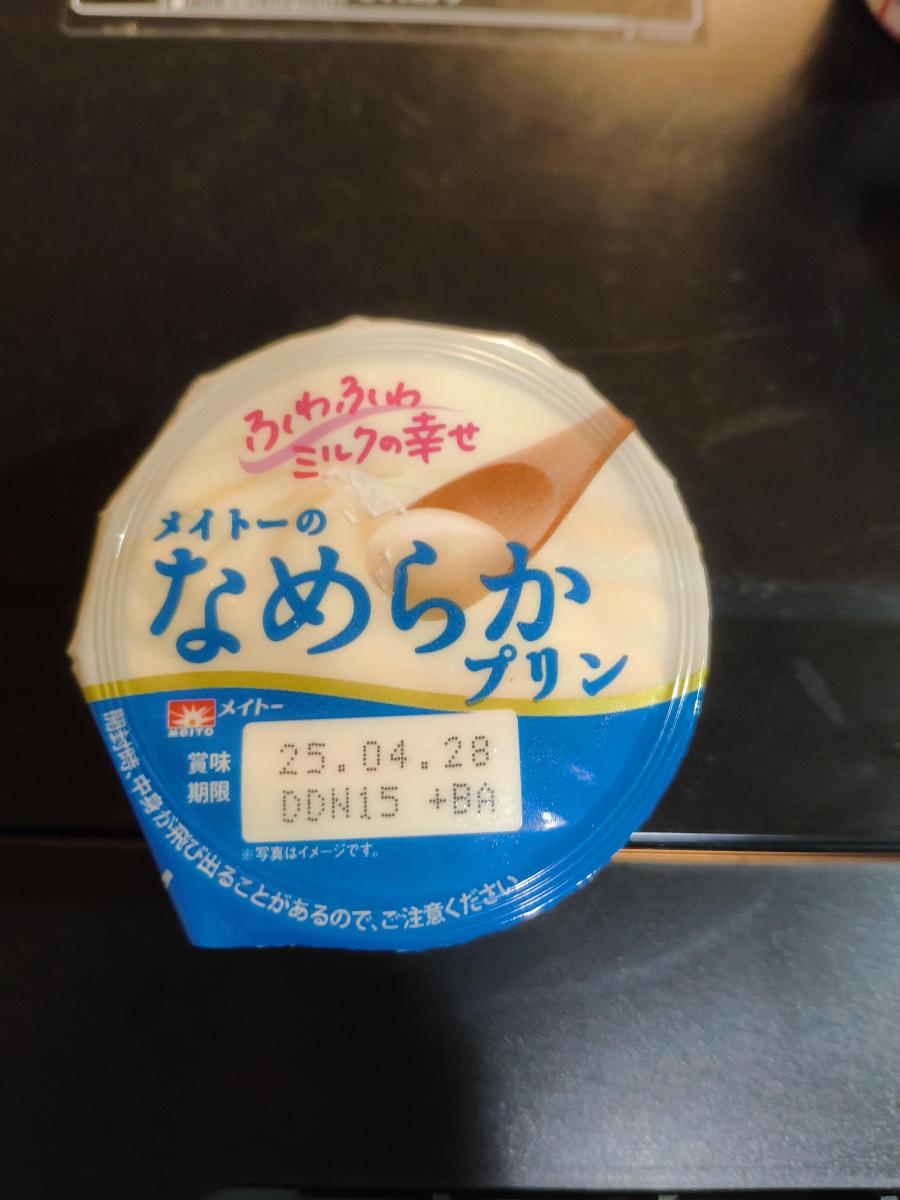 ふわふわ
ミルクの幸せ
メイトーの
なめらか
プリン
MEITO
メイトー
賞味
期限
25.04.28
DDN15 +BA
※写真はイメージです。
開封時、中身が飛び出ることがあるので、ご注意ください